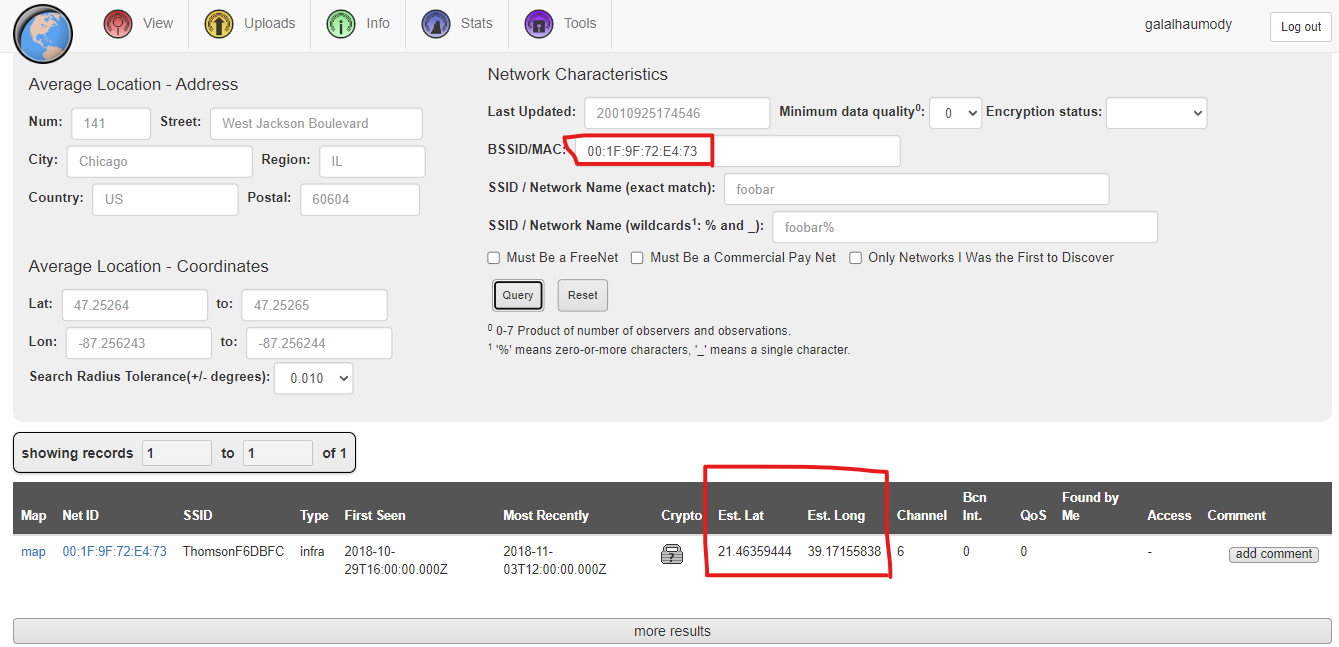 View Uploads Info Stats Tools galalhaumody Log out
Average Location - Address
Num: 141 Street: West Jackson Boulevard
City: Chicago Region: IL
Country: US Postal: 60604
Average Location - Coordinates
Lat: 47.25264 to: 47.25265
Lon: -87.256243 to: -87.256244
Search Radius Tolerance(+/- degrees): 0.010
Network Characteristics
Last Updated: 20010925174546 Minimum data quality⁰: 0 Encryption status:
BSSID/MAC: 00:1F:9F:72:E4:73
SSID / Network Name (exact match): foobar
SSID / Network Name (wildcards¹: % and _): foobar%
Must Be a FreeNet Must Be a Commercial Pay Net Only Networks I Was the First to Discover
Query Reset
⁰ 0-7 Product of number of observers and observations.
¹ '%' means zero-or-more characters, '_' means a single character.
showing records 1 to 1 of 1
Map Net ID SSID Type First Seen Most Recently Crypto Est. Lat Est. Long Channel Bcn Int. QoS Found by Me Access Comment
map 00:1F:9F:72:E4:73 ThomsonF6DBFC infra 2018-10-29T16:00:00.000Z 2018-11-03T12:00:00.000Z ? 21.46359444 39.17155838 6 0 0 - add comment
more results